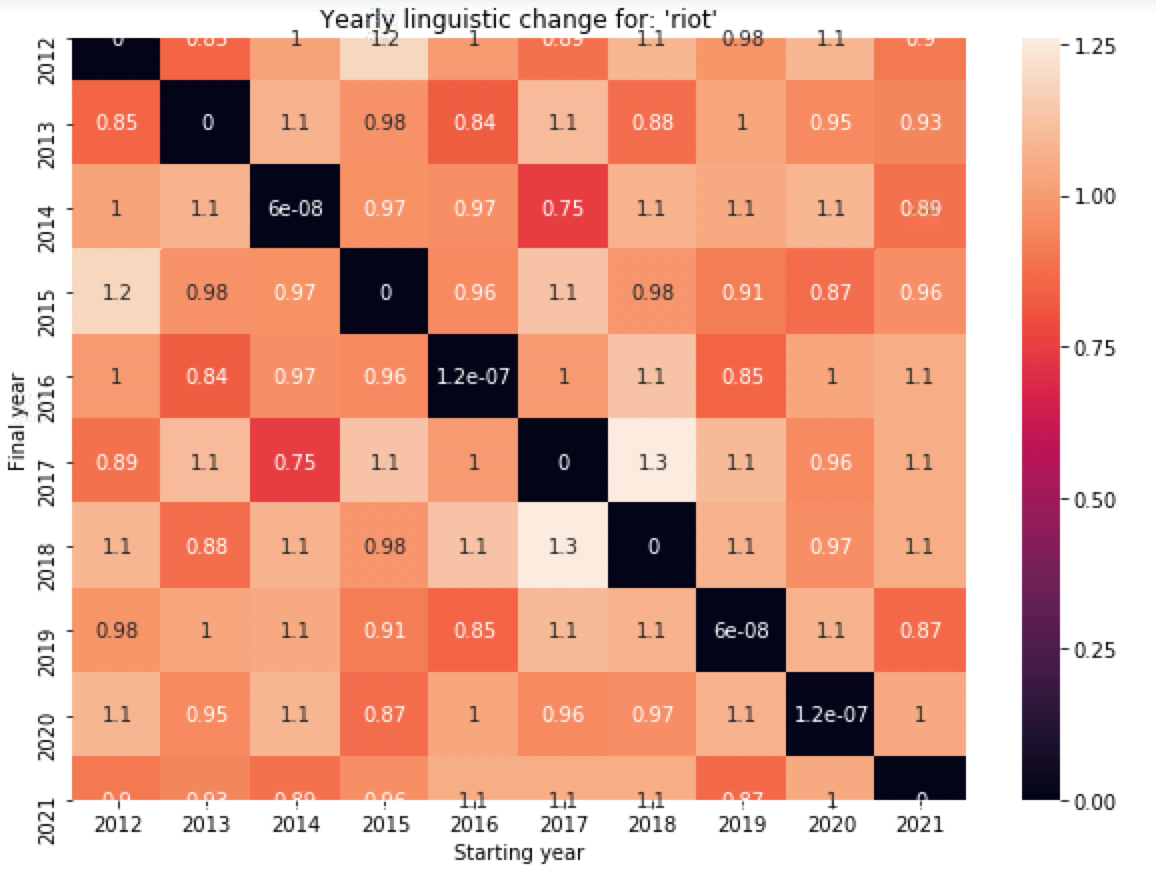 Yearly linguistic change for: 'riot'
2012 0 0.85 1 1.2 1 0.89 1.1 0.98 1.1 0.9
2013 0.85 0 1.1 0.98 0.84 1.1 0.88 1 0.95 0.93
2014 1 1.1 6e-08 0.97 0.97 0.75 1.1 1.1 1.1 0.89
2015 1.2 0.98 0.97 0 0.96 1.1 0.98 0.91 0.87 0.96
2016 1 0.84 0.97 0.96 1.2e-07 1 1.1 0.85 1 1.1
2017 0.89 1.1 0.75 1.1 1 0 1.3 1.1 0.96 1.1
2018 1.1 0.88 1.1 0.98 1.1 1.3 0 1.1 0.97 1.1
2019 0.98 1 1.1 0.91 0.85 1.1 1.1 6e-08 1.1 0.87
2020 1.1 0.95 1.1 0.87 1 0.96 0.97 1.1 1.2e-07 1
2021 0.9 0.93 0.89 0.96 1.1 1.1 1.1 0.87 1 0
2012 2013 2014 2015 2016 2017 2018 2019 2020 2021
Starting year
Final year
1.25
1.00
0.75
0.50
0.25
0.00